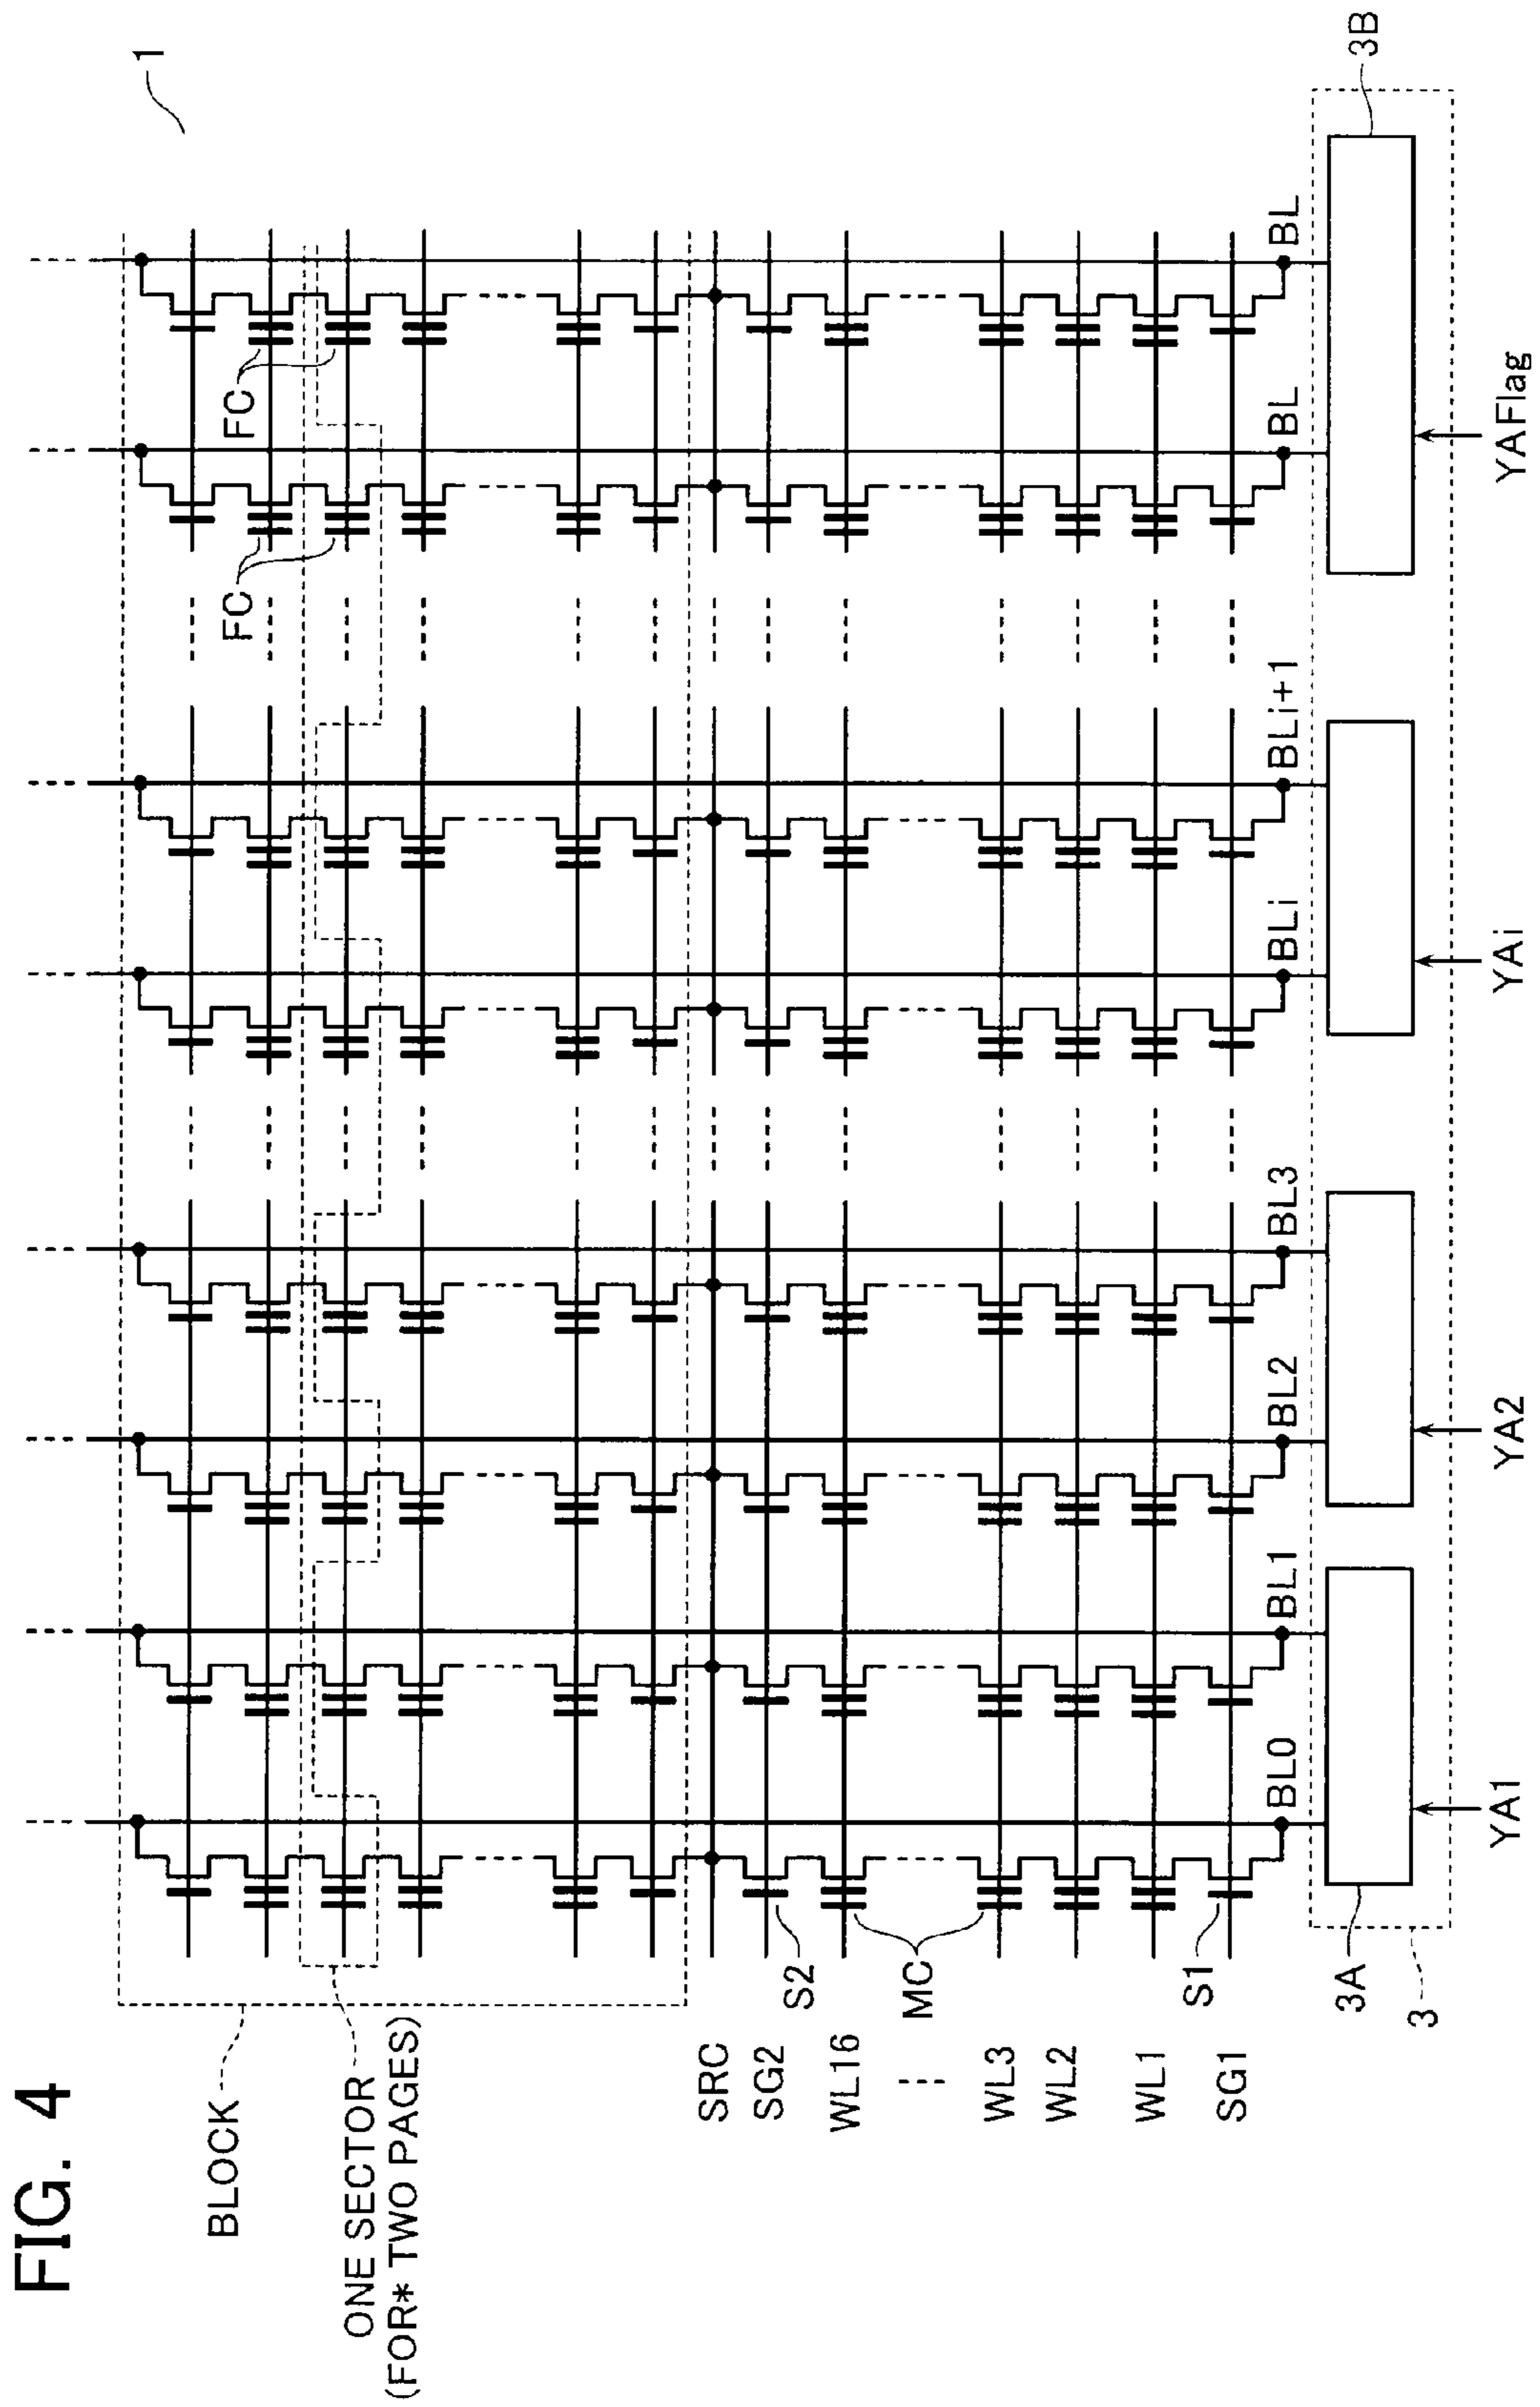 FIG. 4
1
BLOCK
ONE SECTOR
(FOR* TWO PAGES)
FC
FC
SRC
SG2
S2
WL16
MC
WL3
WL2
WL1
S1
SG1
BL0
BL1
BL2
BL3
BLi
BLi+1
BL
BL
3A
3B
3
YA1
YA2
YAi
YAFlag